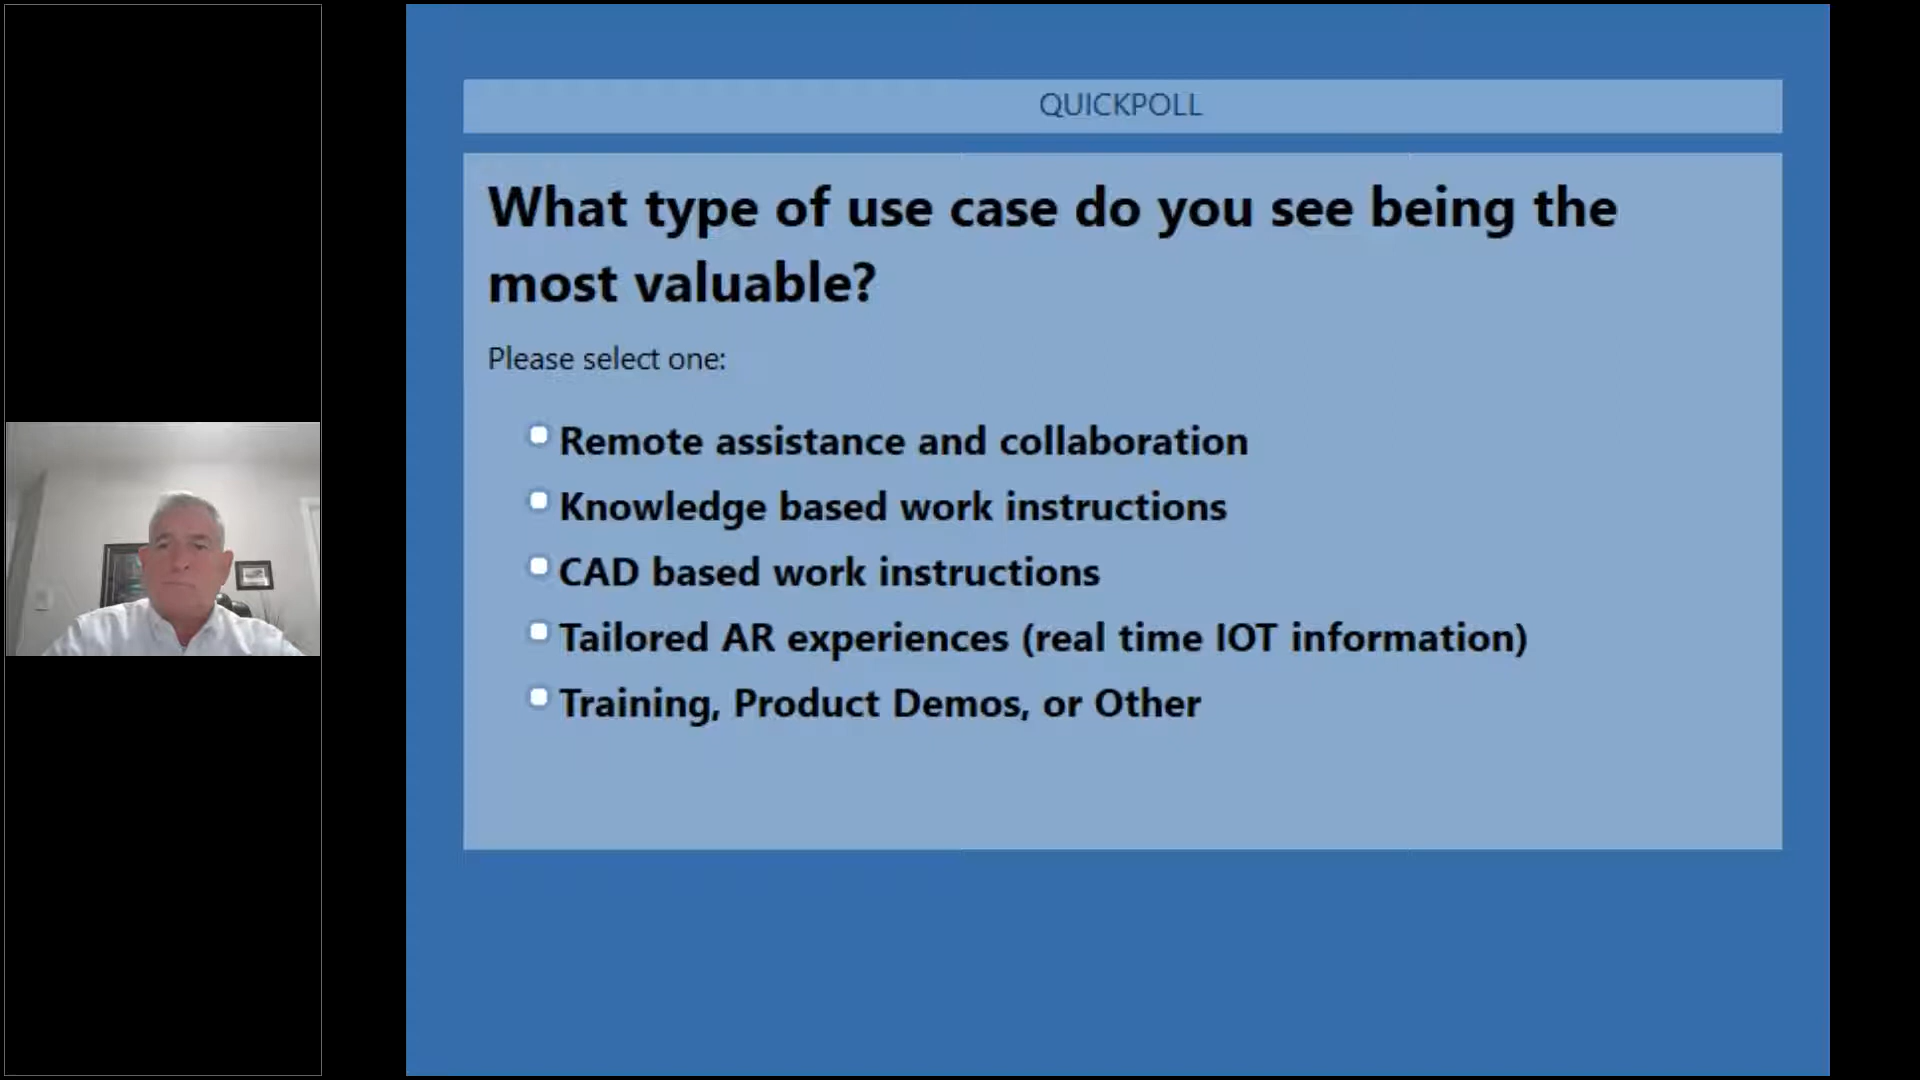 QUICKPOLL
What type of use case do you see being the
most valuable?
Please select one:
Remote assistance and collaboration
Knowledge based work instructions
CAD based work instructions
Tailored AR experiences (real time IOT information)
Training, Product Demos, or Other